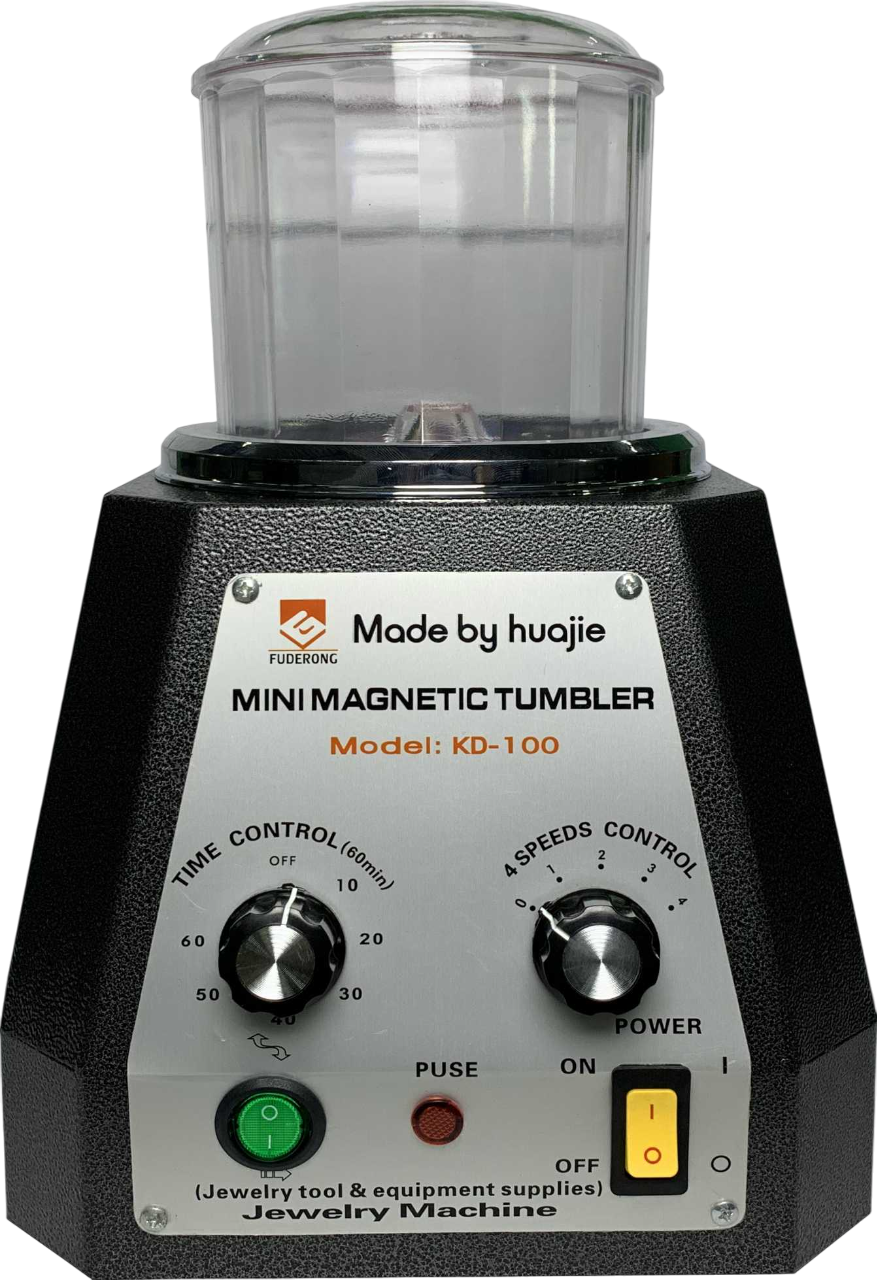 FUDERONG
Made by huajie
MINI MAGNETIC TUMBLER
Model: KD-100
TIME CONTROL (60min)
OFF
10
20
30
40
50
60
4 SPEEDS CONTROL
0
1
2
3
4
POWER
PUSE
ON I
I
O
O
I
OFF O
(Jewelry tool & equipment supplies)
Jewelry Machine